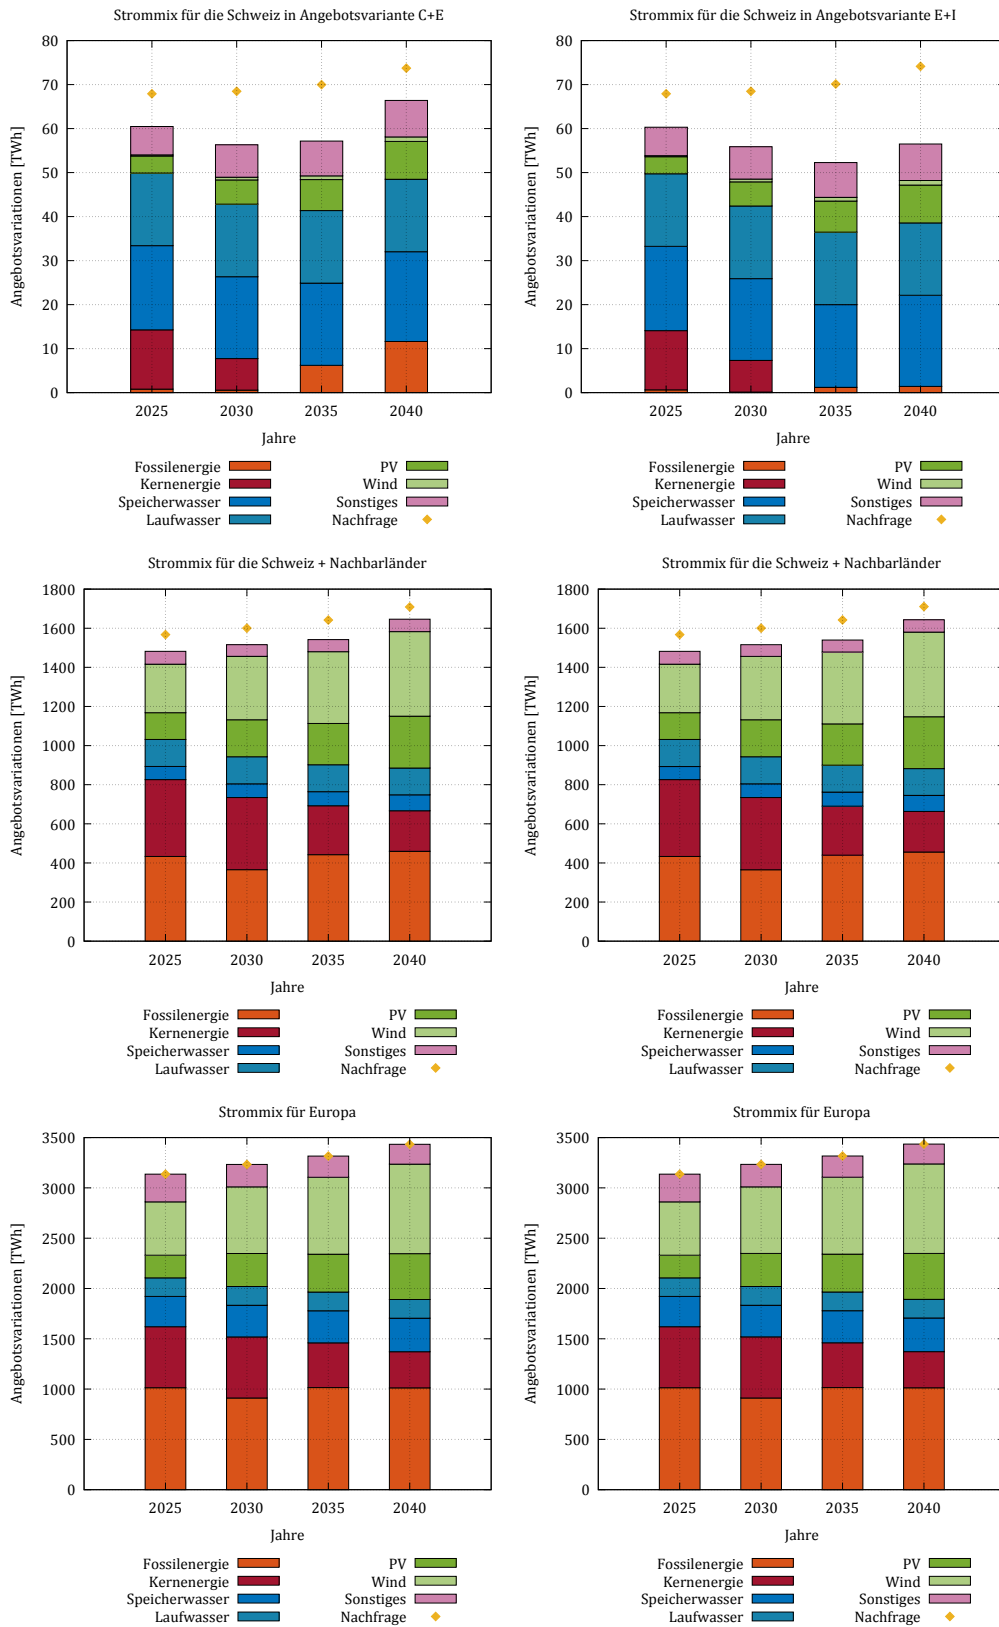 Strommix für die Schweiz in Angebotsvariante C+E
Angebotsvariationen [TWh]
80
70
60
50
40
30
20
10
0
2025 2030 2035 2040
Jahre
Fossilenergie PV
Kernenergie Wind
Speicherwasser Sonstiges
Laufwasser Nachfrage
Strommix für die Schweiz in Angebotsvariante E+I
Angebotsvariationen [TWh]
80
70
60
50
40
30
20
10
0
2025 2030 2035 2040
Jahre
Fossilenergie PV
Kernenergie Wind
Speicherwasser Sonstiges
Laufwasser Nachfrage
Strommix für die Schweiz + Nachbarländer
Angebotsvariationen [TWh]
1800
1600
1400
1200
1000
800
600
400
200
0
2025 2030 2035 2040
Jahre
Fossilenergie PV
Kernenergie Wind
Speicherwasser Sonstiges
Laufwasser Nachfrage
Strommix für die Schweiz + Nachbarländer
Angebotsvariationen [TWh]
1800
1600
1400
1200
1000
800
600
400
200
0
2025 2030 2035 2040
Jahre
Fossilenergie PV
Kernenergie Wind
Speicherwasser Sonstiges
Laufwasser Nachfrage
Strommix für Europa
Angebotsvariationen [TWh]
3500
3000
2500
2000
1500
1000
500
0
2025 2030 2035 2040
Jahre
Fossilenergie PV
Kernenergie Wind
Speicherwasser Sonstiges
Laufwasser Nachfrage
Strommix für Europa
Angebotsvariationen [TWh]
3500
3000
2500
2000
1500
1000
500
0
2025 2030 2035 2040
Jahre
Fossilenergie PV
Kernenergie Wind
Speicherwasser Sonstiges
Laufwasser Nachfrage